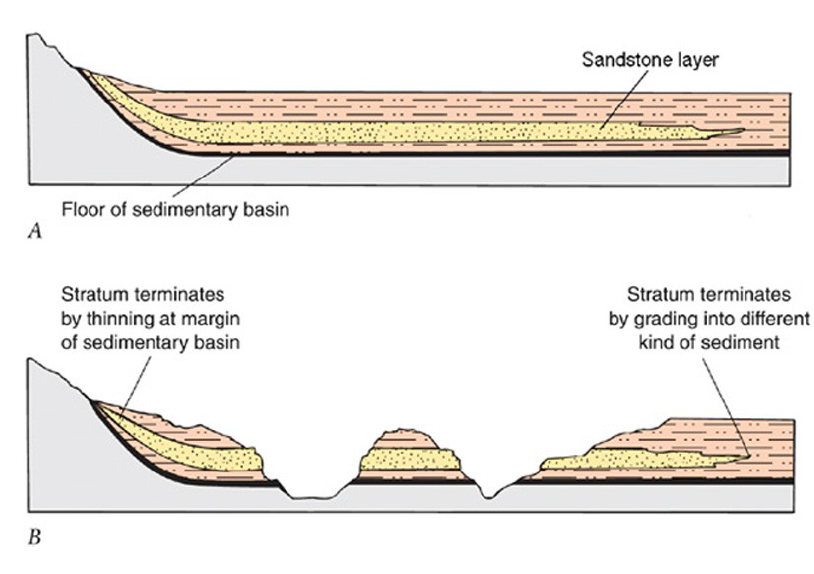 Sandstone layer
Floor of sedimentary basin
A
Stratum terminates
by thinning at margin
of sedimentary basin
Stratum terminates
by grading into different
kind of sediment
B